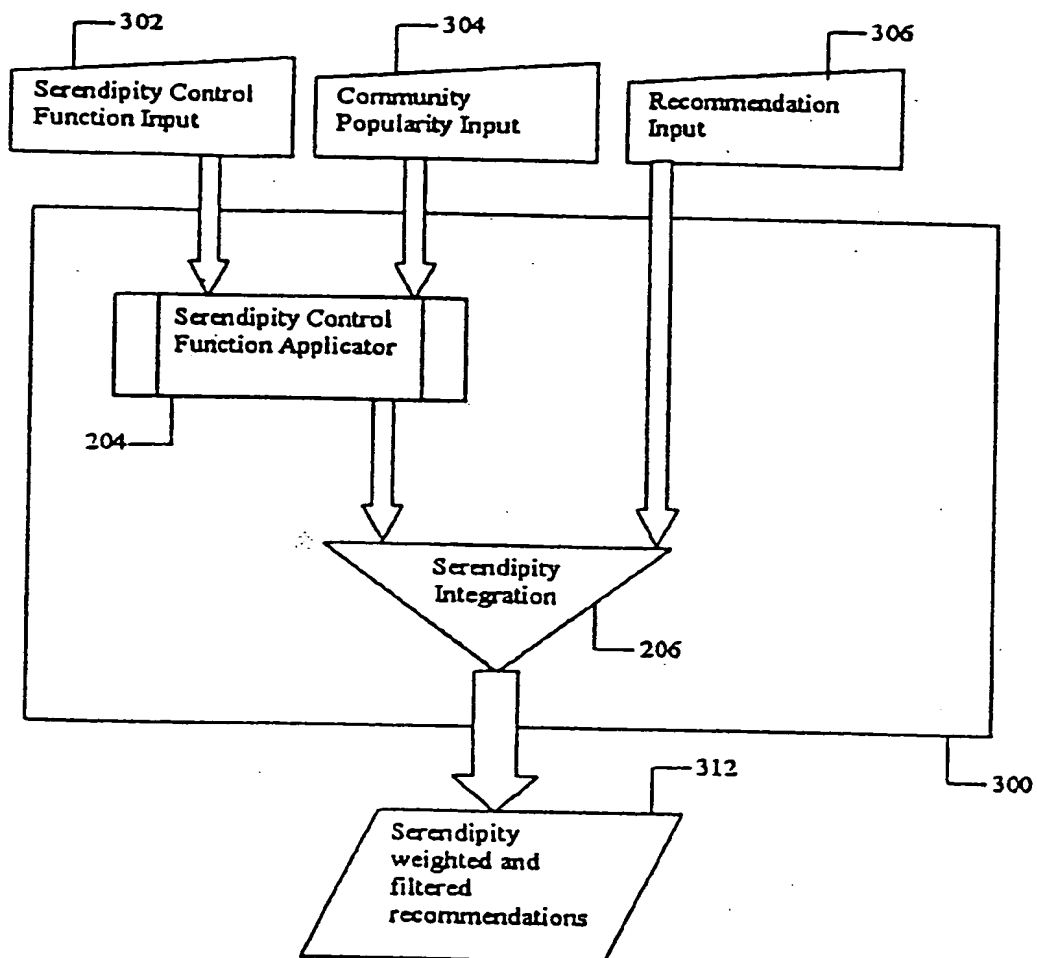 302
304
306
Serendipity Control
Function Input
Community
Popularity Input
Recommendation
Input
Serendipity Control
Function Applicator
204
Serendipity
Integration
206
300
312
Serendipity
weighted and
filtered
recommendations